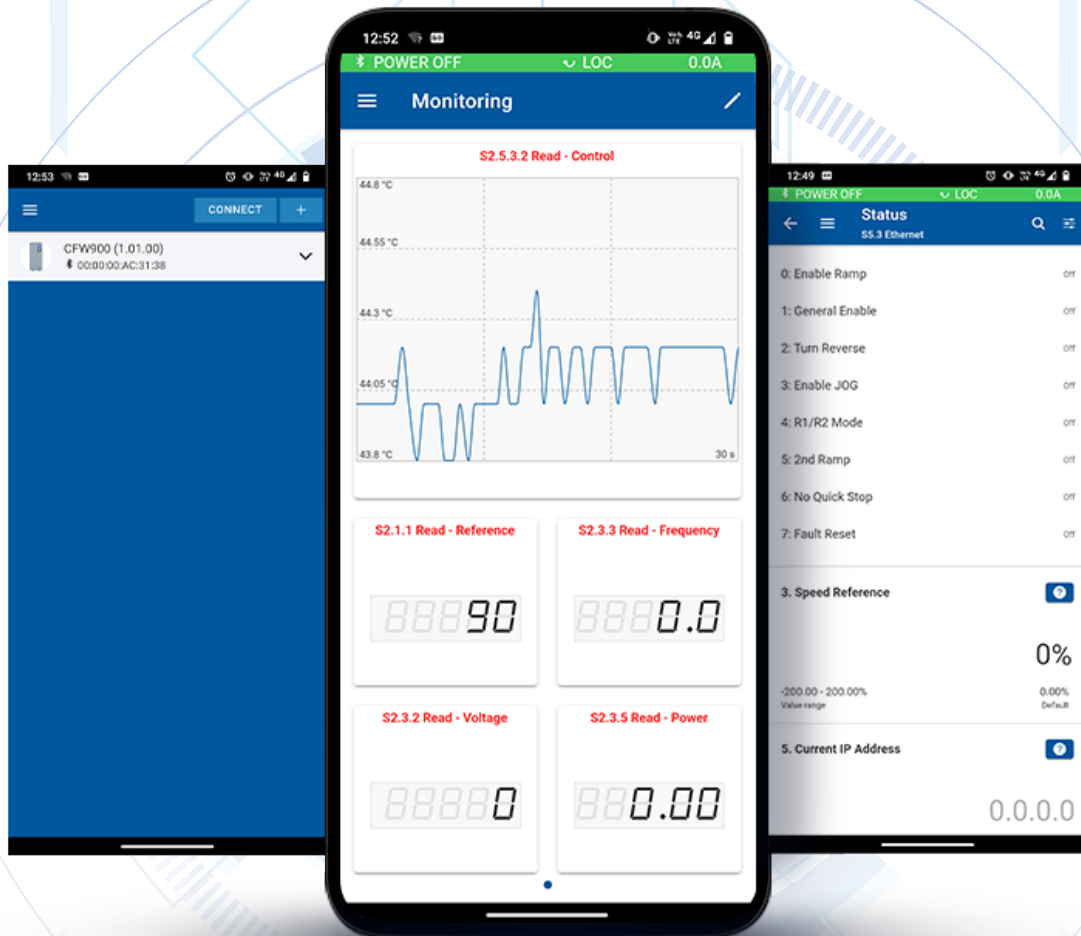 12:53
4G
CONNECT +
CFW900 (1.01.00)
00:00:00:AC:31:38
12:52
4G
POWER OFF LOC 0.0A
Monitoring
S2.5.3.2 Read - Control
44.8 °C
44.55 °C
44.3 °C
44.05 °C
43.8 °C 30 s
S2.1.1 Read - Reference
90
S2.3.3 Read - Frequency
0.0
S2.3.2 Read - Voltage
0
S2.3.5 Read - Power
0.00
12:49
4G
POWER OFF LOC 0.0A
Status
S5.3 Ethernet
0: Enable Ramp Off
1: General Enable Off
2: Turn Reverse Off
3: Enable JOG Off
4: R1/R2 Mode Off
5: 2nd Ramp Off
6: No Quick Stop Off
7: Fault Reset Off
3. Speed Reference ?
0%
-200.00 - 200.00% 0.00%
Value range Default
5. Current IP Address ?
0.0.0.0